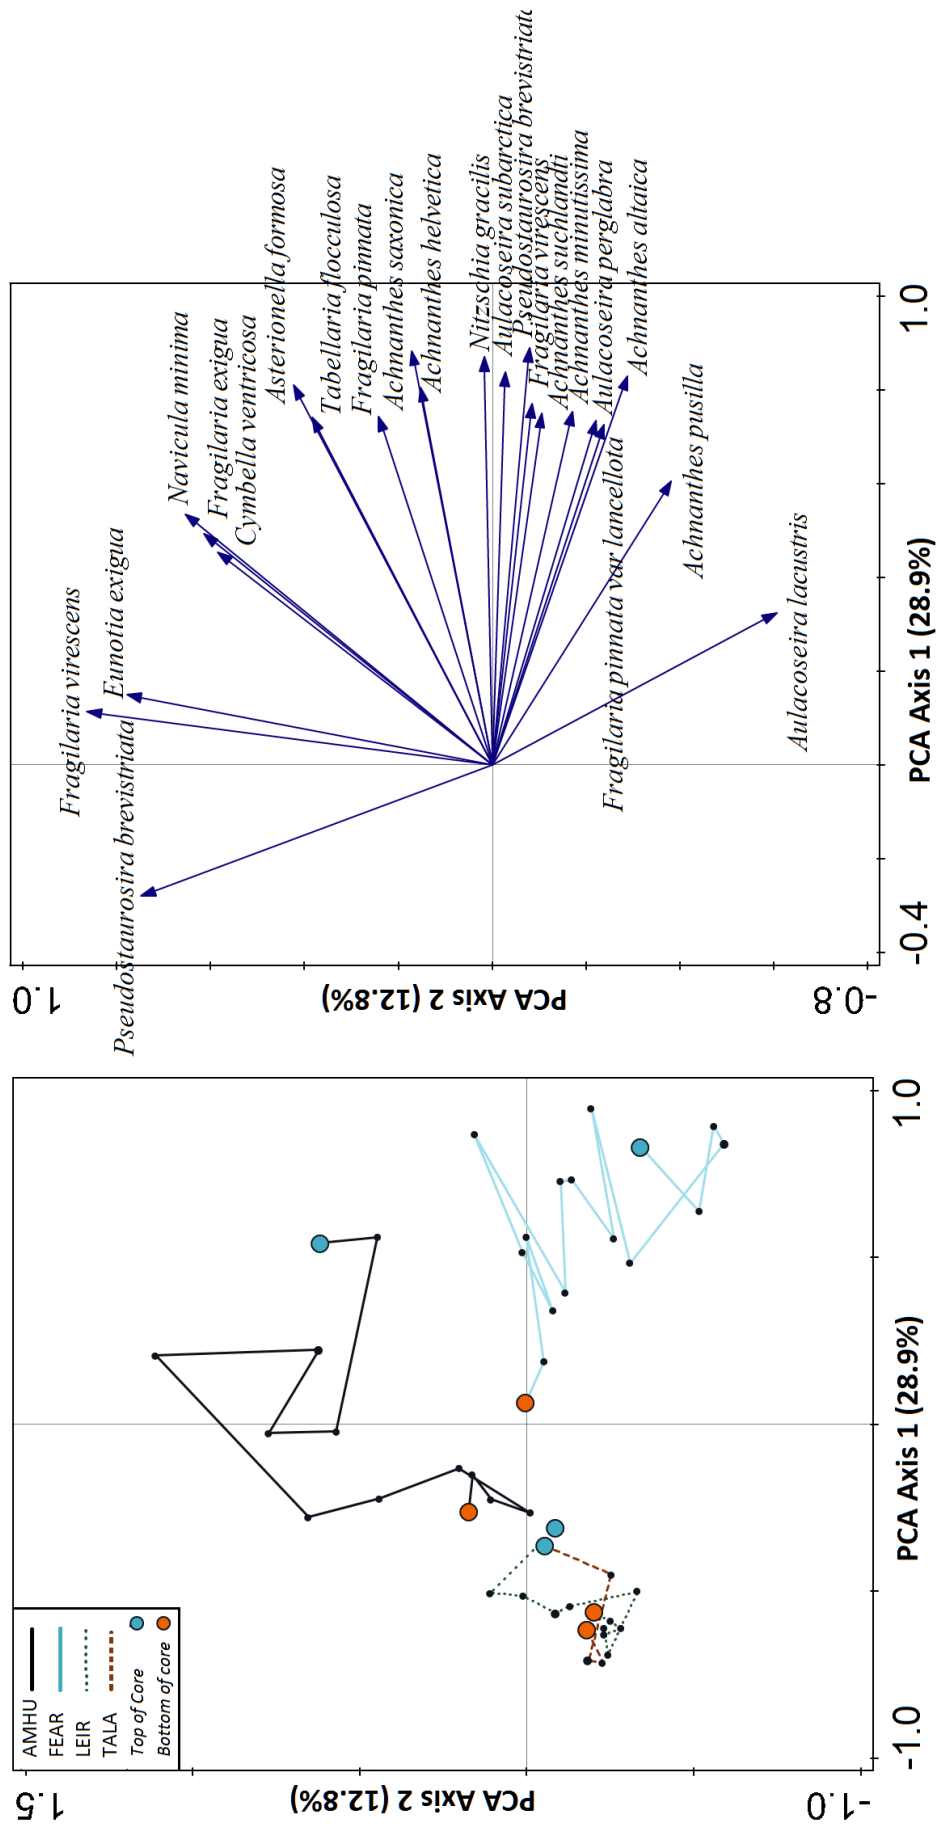 AMHU
FEAR
LEIR
TALA
Top of Core
Bottom of core
1.5
PCA Axis 2 (12.8%)
-1.0
-1.0
PCA Axis 1 (28.9%)
1.0
1.0
PCA Axis 2 (12.8%)
-0.8
-0.4
PCA Axis 1 (28.9%)
1.0
Pseudostaurosira brevistriata
Fragilaria virescens
Eunotia exigua
Navicula minima
Fragilaria exigua
Cymbella ventricosa
Asterionella formosa
Tabellaria flocculosa
Fragilaria pinnata
Achnanthes saxonica
Achnanthes helvetica
Nitzschia gracilis
Aulacoseira subarctica
Pseudostaurosira brevistriata
Fragilaria virescens
Achnanthes suchlandti
Achnanthes minutissima
Aulacoseira perglabra
Achnanthes altaica
Fragilaria pinnata var lancellota
Achnanthes pusilla
Aulacoseira lacustris